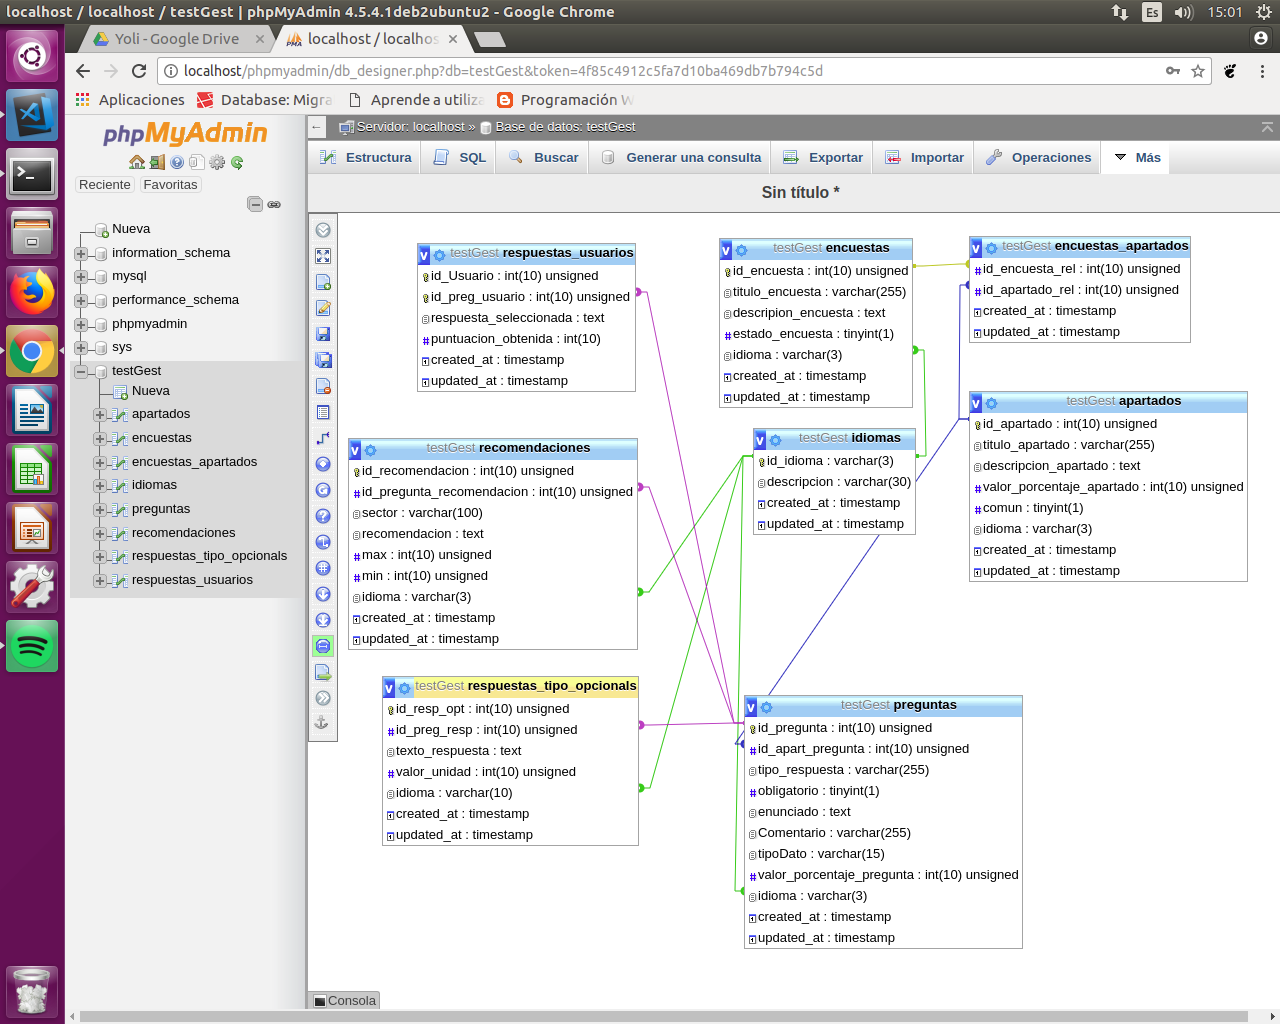 localhost / localhost / testGest | phpMyAdmin 4.5.4.1deb2ubuntu2 - Google Chrome
Es
15:01
Yoli - Google Drive
localhost / localhos
localhost/phpmyadmin/db_designer.php?db=testGest&token=4f85c4912c5fa7d10ba469db7b794c5d
Aplicaciones
Database: Migra
Aprende a utiliza
Programación W
phpMyAdmin
Reciente
Favoritas
Nueva
information_schema
mysql
performance_schema
phpmyadmin
sys
testGest
Nueva
apartados
encuestas
encuestas_apartados
idiomas
preguntas
recomendaciones
respuestas_tipo_opcionals
respuestas_usuarios
Servidor: localhost » Base de datos: testGest
Estructura
SQL
Buscar
Generar una consulta
Exportar
Importar
Operaciones
Más
Sin título *
testGest respuestas_usuarios
id_Usuario : int(10) unsigned
id_preg_usuario : int(10) unsigned
respuesta_seleccionada : text
puntuacion_obtenida : int(10)
created_at : timestamp
updated_at : timestamp
testGest encuestas
id_encuesta : int(10) unsigned
titulo_encuesta : varchar(255)
descripion_encuesta : text
estado_encuesta : tinyint(1)
idioma : varchar(3)
created_at : timestamp
updated_at : timestamp
testGest encuestas_apartados
id_encuesta_rel : int(10) unsigned
id_apartado_rel : int(10) unsigned
created_at : timestamp
updated_at : timestamp
testGest apartados
id_apartado : int(10) unsigned
titulo_apartado : varchar(255)
descripcion_apartado : text
valor_porcentaje_apartado : int(10) unsigned
comun : tinyint(1)
idioma : varchar(3)
created_at : timestamp
updated_at : timestamp
testGest idiomas
id_idioma : varchar(3)
descripcion : varchar(30)
created_at : timestamp
updated_at : timestamp
testGest recomendaciones
id_recomendacion : int(10) unsigned
id_pregunta_recomendacion : int(10) unsigned
sector : varchar(100)
recomendacion : text
max : int(10) unsigned
min : int(10) unsigned
idioma : varchar(3)
created_at : timestamp
updated_at : timestamp
testGest respuestas_tipo_opcionals
id_resp_opt : int(10) unsigned
id_preg_resp : int(10) unsigned
texto_respuesta : text
valor_unidad : int(10) unsigned
idioma : varchar(10)
created_at : timestamp
updated_at : timestamp
testGest preguntas
id_pregunta : int(10) unsigned
id_apart_pregunta : int(10) unsigned
tipo_respuesta : varchar(255)
obligatorio : tinyint(1)
enunciado : text
Comentario : varchar(255)
tipoDato : varchar(15)
valor_porcentaje_pregunta : int(10) unsigned
idioma : varchar(3)
created_at : timestamp
updated_at : timestamp
Consola